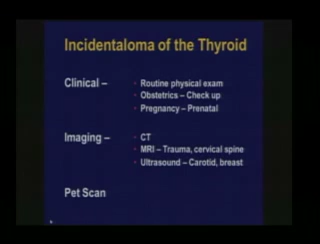 Incidentaloma of the Thyroid
Clinical –
• Routine physical exam
• Obstetrics – Check up
• Pregnancy – Prenatal
Imaging –
• CT
• MRI – Trauma, cervical spine
• Ultrasound – Carotid, breast
Pet Scan